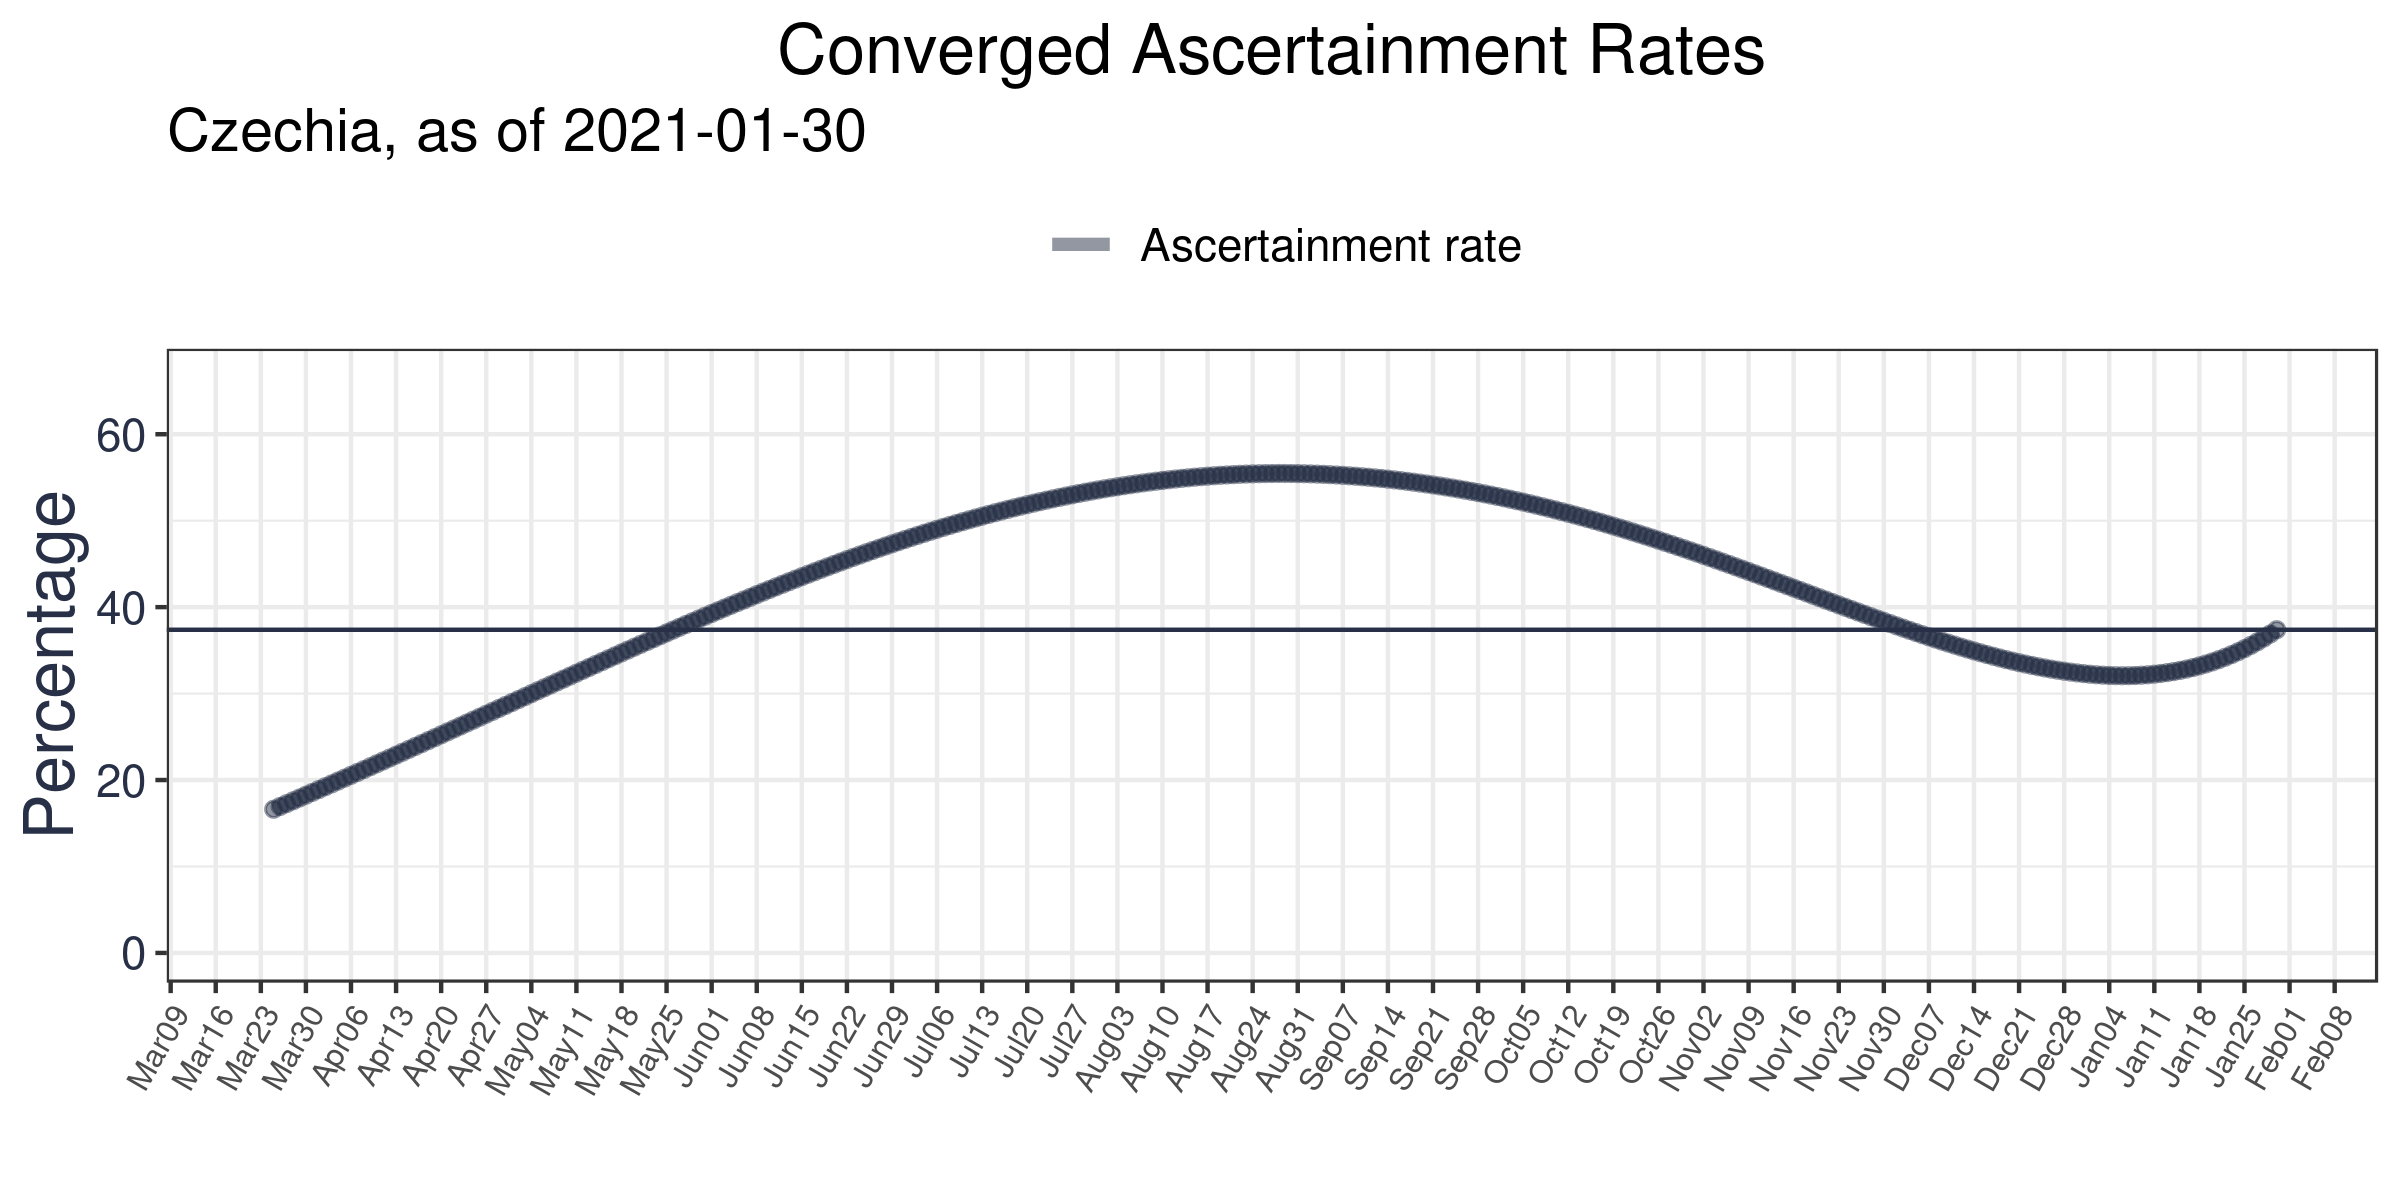 Converged Ascertainment Rates
Czechia, as of 2021-01-30
Ascertainment rate
Percentage
60
40
20
0
Mar09 Mar16 Mar23 Mar30 Apr06 Apr13 Apr20 Apr27 May04 May11 May18 May25 Jun01 Jun08 Jun15 Jun22 Jun29 Jul06 Jul13 Jul20 Jul27 Aug03 Aug10 Aug17 Aug24 Aug31 Sep07 Sep14 Sep21 Sep28 Oct05 Oct12 Oct19 Oct26 Nov02 Nov09 Nov16 Nov23 Nov30 Dec07 Dec14 Dec21 Dec28 Jan04 Jan11 Jan18 Jan25 Feb01 Feb08